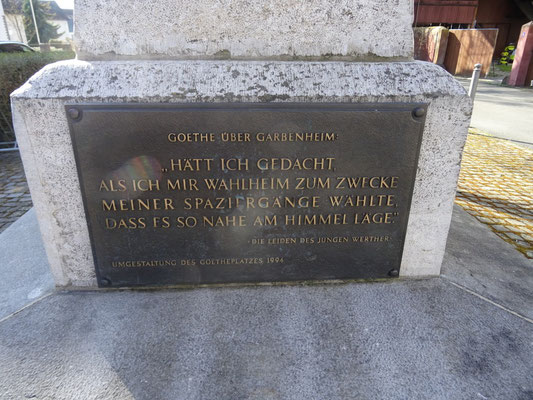 GOETHE ÜBER GARBENHEIM:
„HÄTT ICH GEDACHT,
ALS ICH MIR WAHLHEIM ZUM ZWECKE
MEINER SPAZIERGÄNGE WÄHLTE,
DASS ES SO NAHE AM HIMMEL LÄGE“
-DIE LEIDEN DES JUNGEN WERTHER-
UMGESTALTUNG DES GOETHEPLATZES 1994